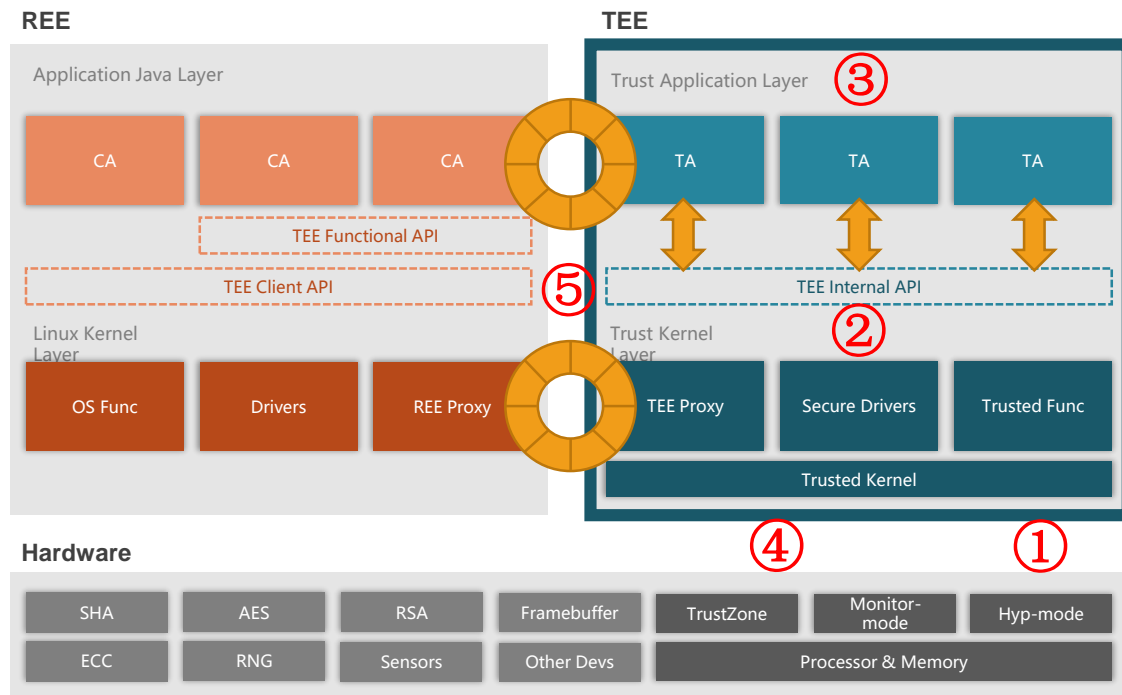 REE
TEE
Application Java Layer
Trust Application Layer
③
CA
CA
CA
TA
TA
TA
TEE Functional API
TEE Client API
⑤
TEE Internal API
②
Linux Kernel
Layer
Trust Kernel
Layer
OS Func
Drivers
REE Proxy
TEE Proxy
Secure Drivers
Trusted Func
Trusted Kernel
④
①
Hardware
SHA
AES
RSA
Framebuffer
TrustZone
Monitor-
mode
Hyp-mode
ECC
RNG
Sensors
Other Devs
Processor & Memory